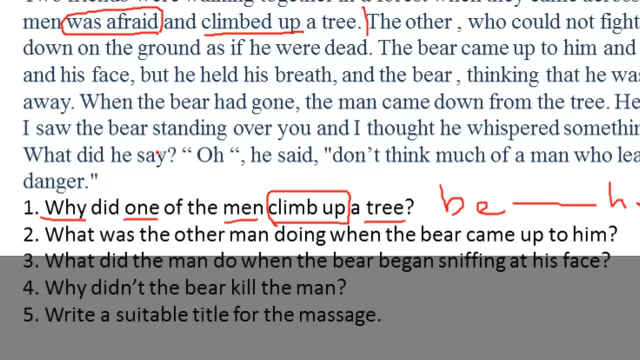 men was afraid and climbed up a tree. The other , who could not fight
down on the ground as if he were dead. The bear came up to him and
and his face, but he held his breath, and the bear , thinking that he was
away. When the bear had gone, the man came down from the tree. He
I saw the bear standing over you and I thought he whispered somethin
What did he say? “ Oh “, he said, "don't think much of a man who lea
danger."
1. Why did one of the men climb up a tree? be — h
2. What was the other man doing when the bear came up to him?
3. What did the man do when the bear began sniffing at his face?
4. Why didn't the bear kill the man?
5. Write a suitable title for the massage.